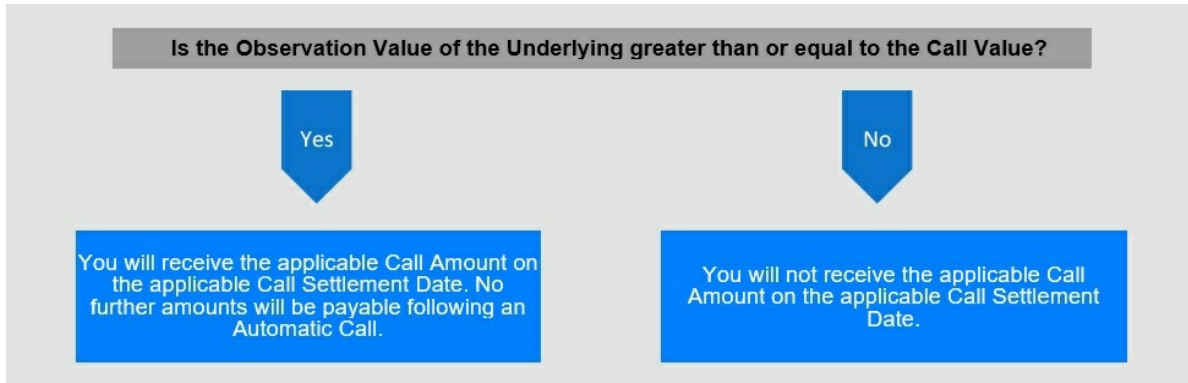 Is the Observation Value of the Underlying greater than or equal to the Call Value?
Yes
No
You will receive the applicable Call Amount on
the applicable Call Settlement Date. No
further amounts will be payable following an
Automatic Call.
You will not receive the applicable Call
Amount on the applicable Call Settlement
Date.